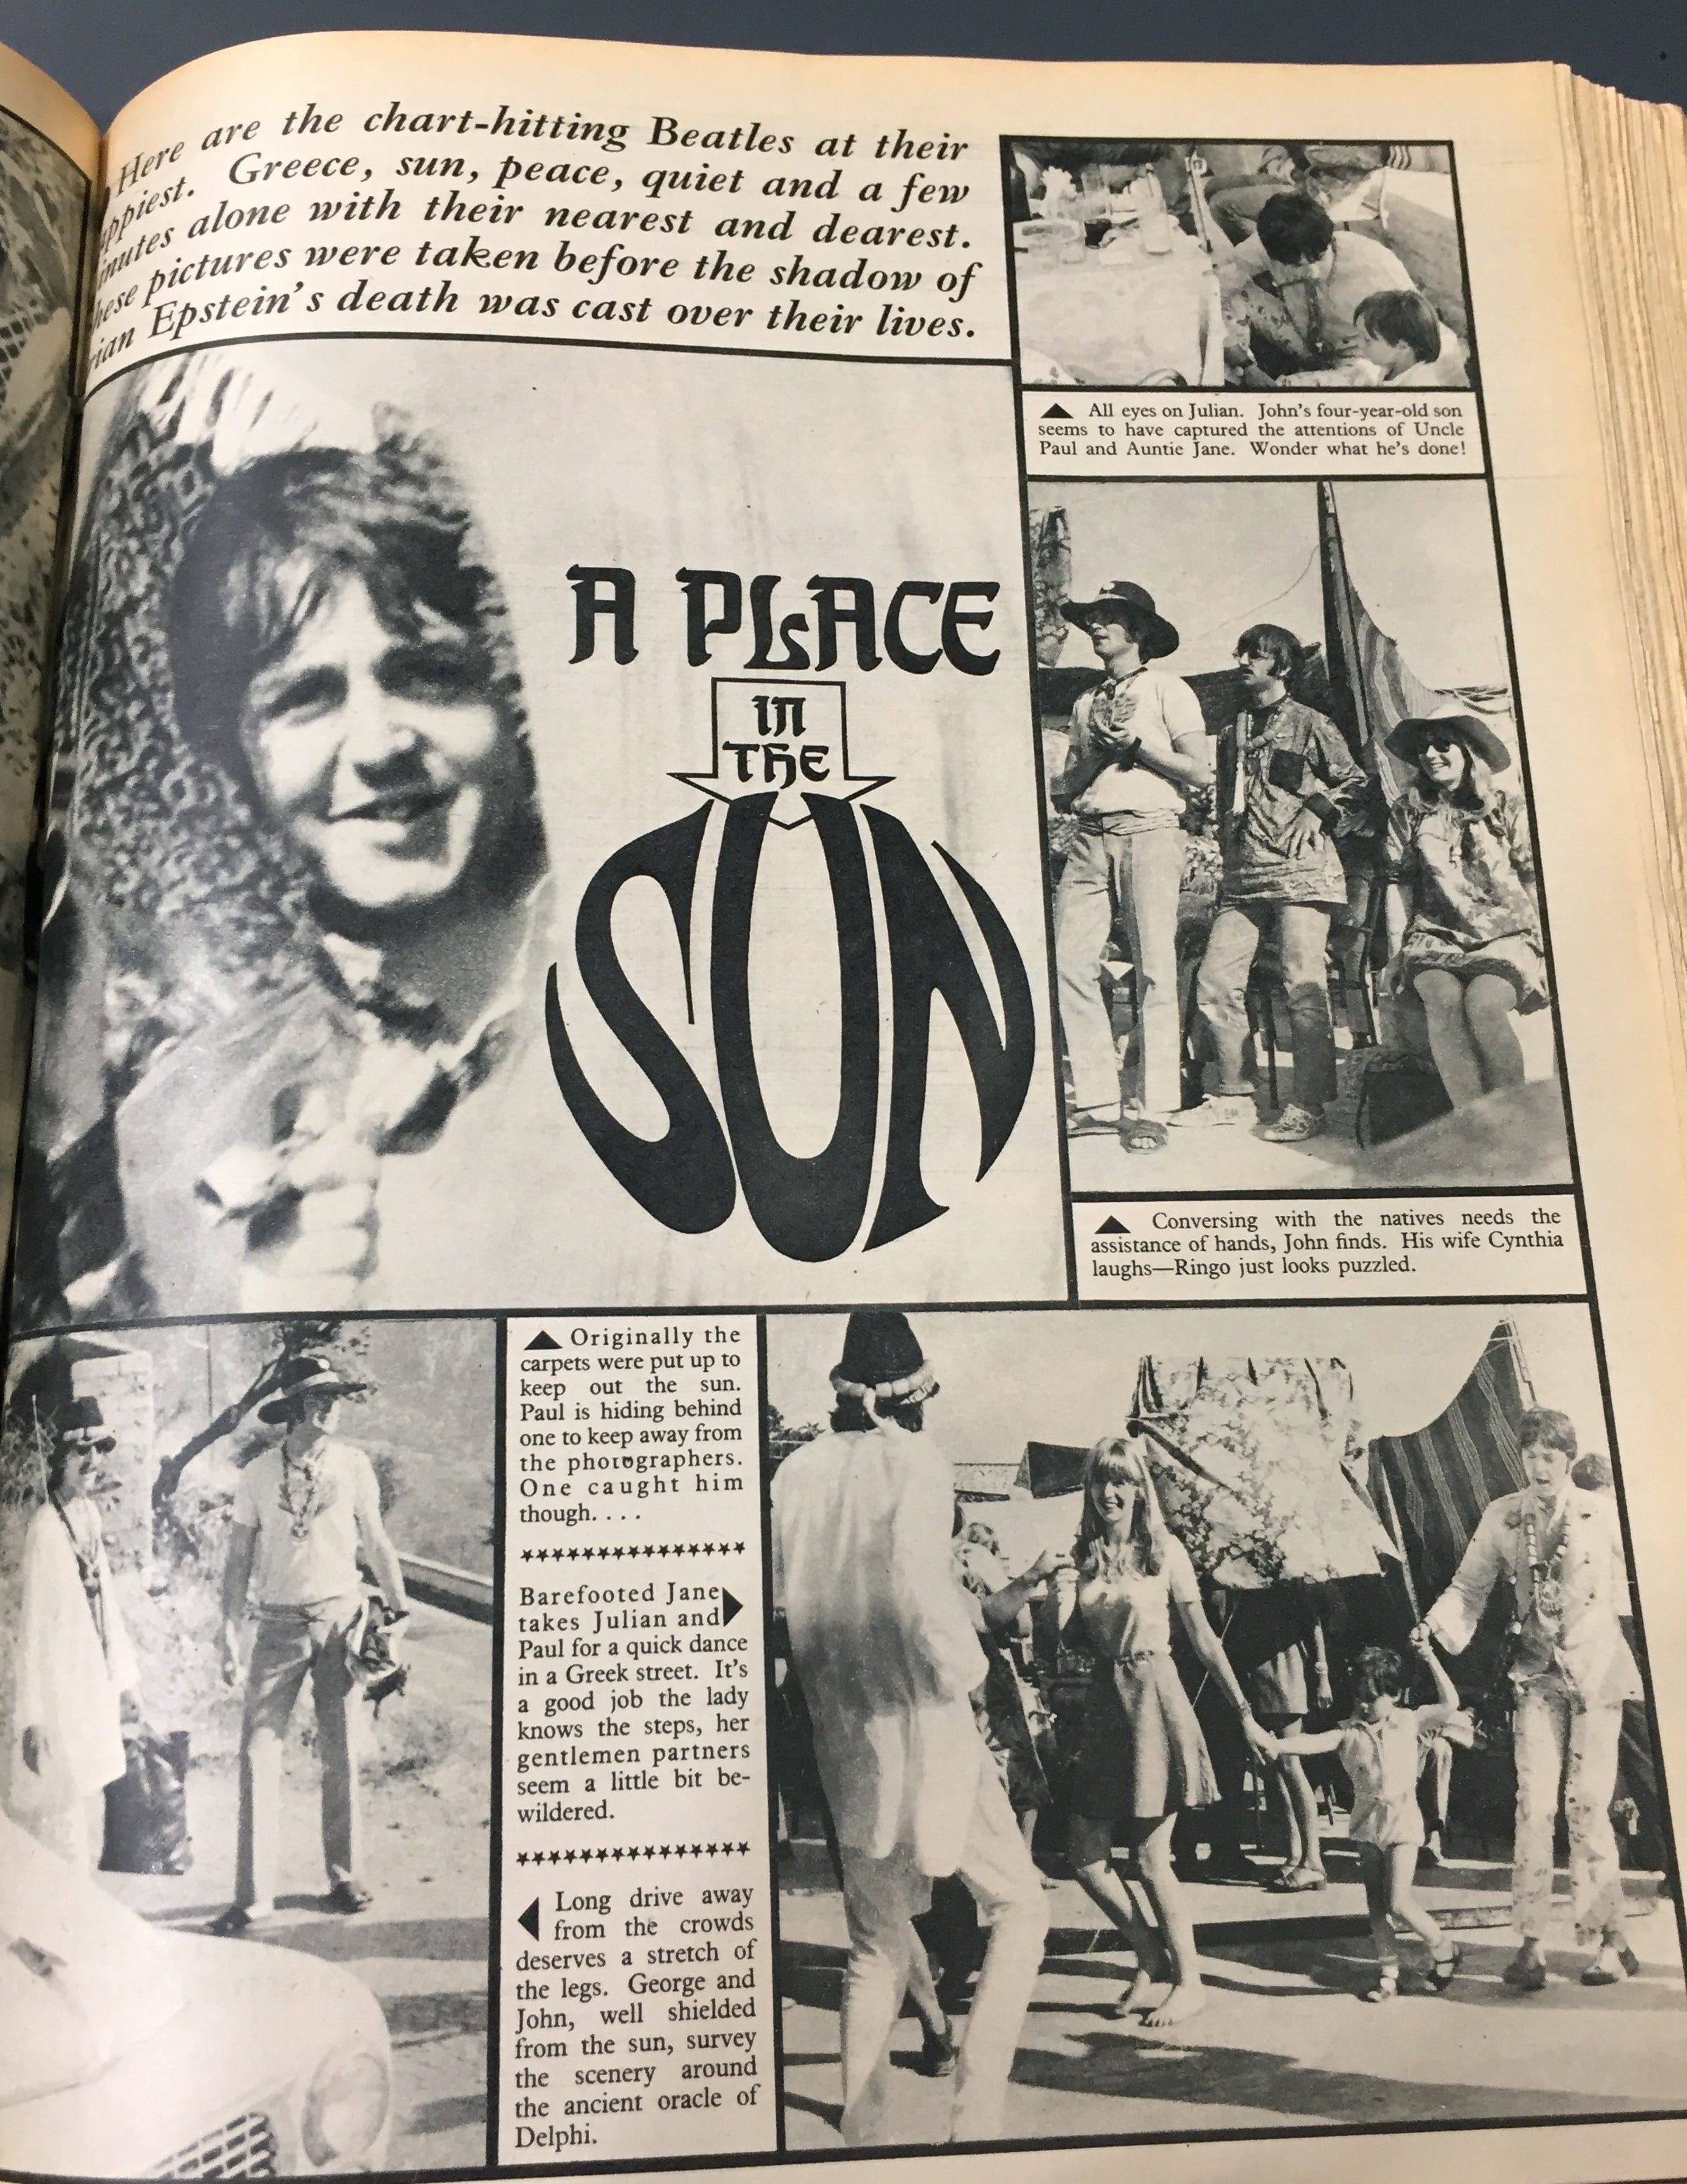 Here are the chart-hitting Beatles at their
ppiest. Greece, sun, peace, quiet and a few
inutes alone with their nearest and dearest.
hese pictures were taken before the shadow of
rian Epstein's death was cast over their lives.
▲ All eyes on Julian. John's four-year-old son
seems to have captured the attentions of Uncle
Paul and Auntie Jane. Wonder what he's done!
A PLACE
IN
THE
SUN
▲ Conversing with the natives needs the
assistance of hands, John finds. His wife Cynthia
laughs—Ringo just looks puzzled.
▲ Originally the
carpets were put up to
keep out the sun.
Paul is hiding behind
one to keep away from
the photographers.
One caught him
though. . . .
★★★★★★★★★★★★★★★
Barefooted Jane ▶
takes Julian and
Paul for a quick dance
in a Greek street. It's
a good job the lady
knows the steps, her
gentlemen partners
seem a little bit be-
wildered.
★★★★★★★★★★★★★★★
◀ Long drive away
from the crowds
deserves a stretch of
the legs. George and
John, well shielded
from the sun, survey
the scenery around
the ancient oracle of
Delphi.